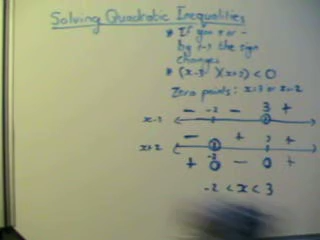 Solving Quadratic Inequalities
* If you x or ÷
by (-) the sign
changes
* (x-3)(x+2) < 0
Zero points: x=3 or x=-2
- -2 - 3 +
x-3
- + 3 +
x+2
+ -2 0 - 0 +
-2 < x < 3